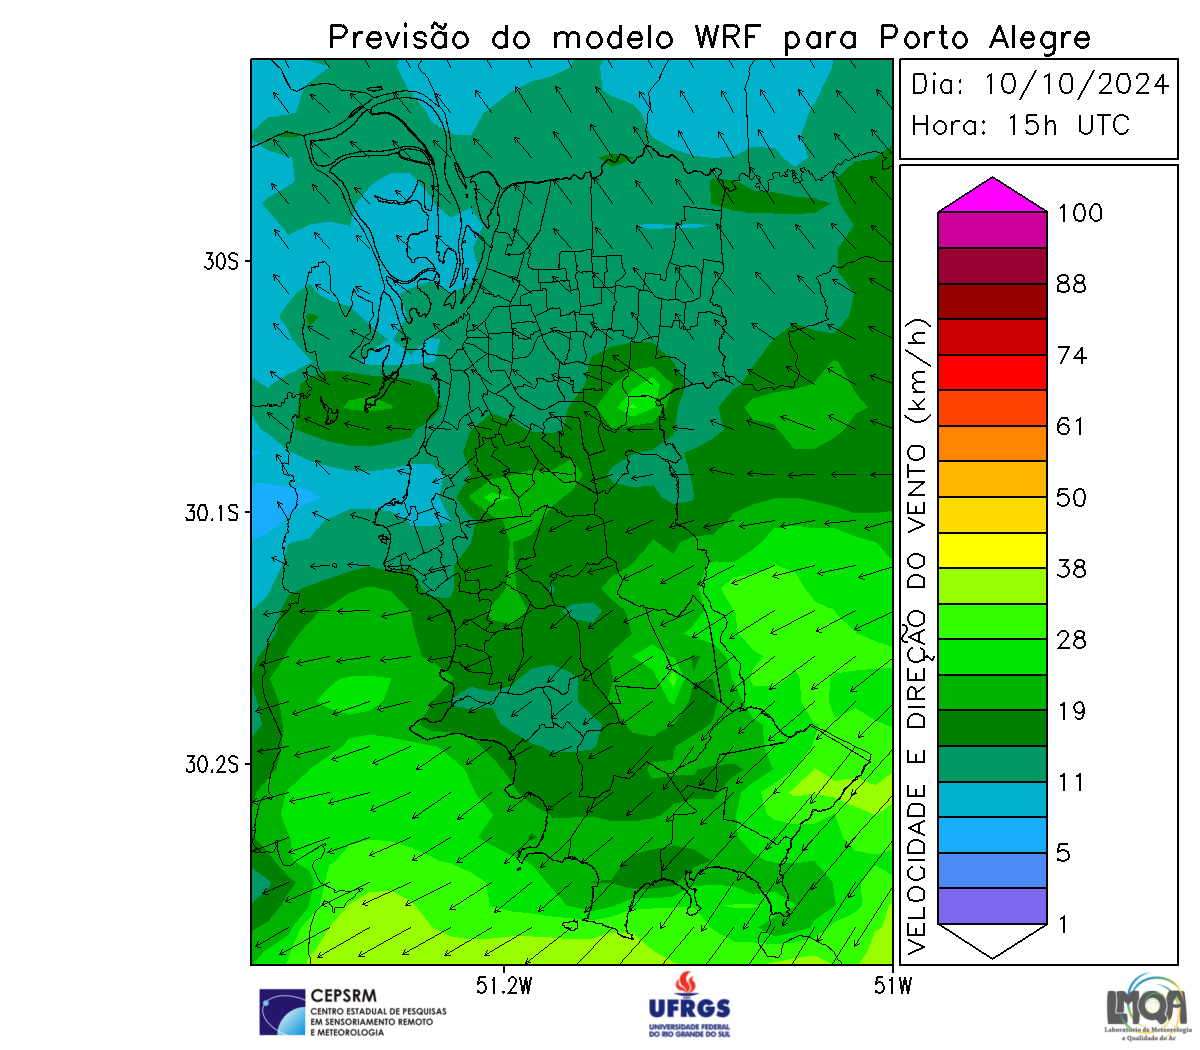 Previsão do modelo WRF para Porto Alegre
Dia: 10/10/2024
Hora: 15h UTC
30S
30.1S
30.2S
51.2W
51W
VELOCIDADE E DIREÇÃO DO VENTO (km/h)
100
88
74
61
50
38
28
19
11
5
1
CEPSRM
CENTRO ESTADUAL DE PESQUISAS
EM SENSORIAMENTO REMOTO
E METEOROLOGIA
UFRGS
UNIVERSIDADE FEDERAL
DO RIO GRANDE DO SUL
LMQA
Laboratório de Meteorologia
e Qualidade do Ar